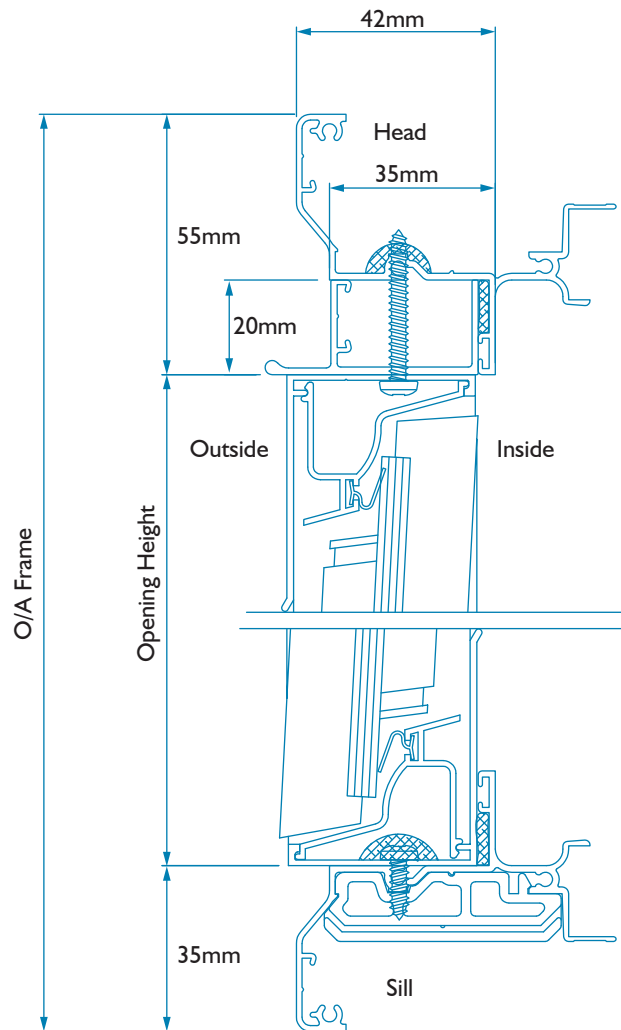 42mm
Head
35mm
55mm
20mm
Outside
Inside
O/A Frame
Opening Height
35mm
Sill